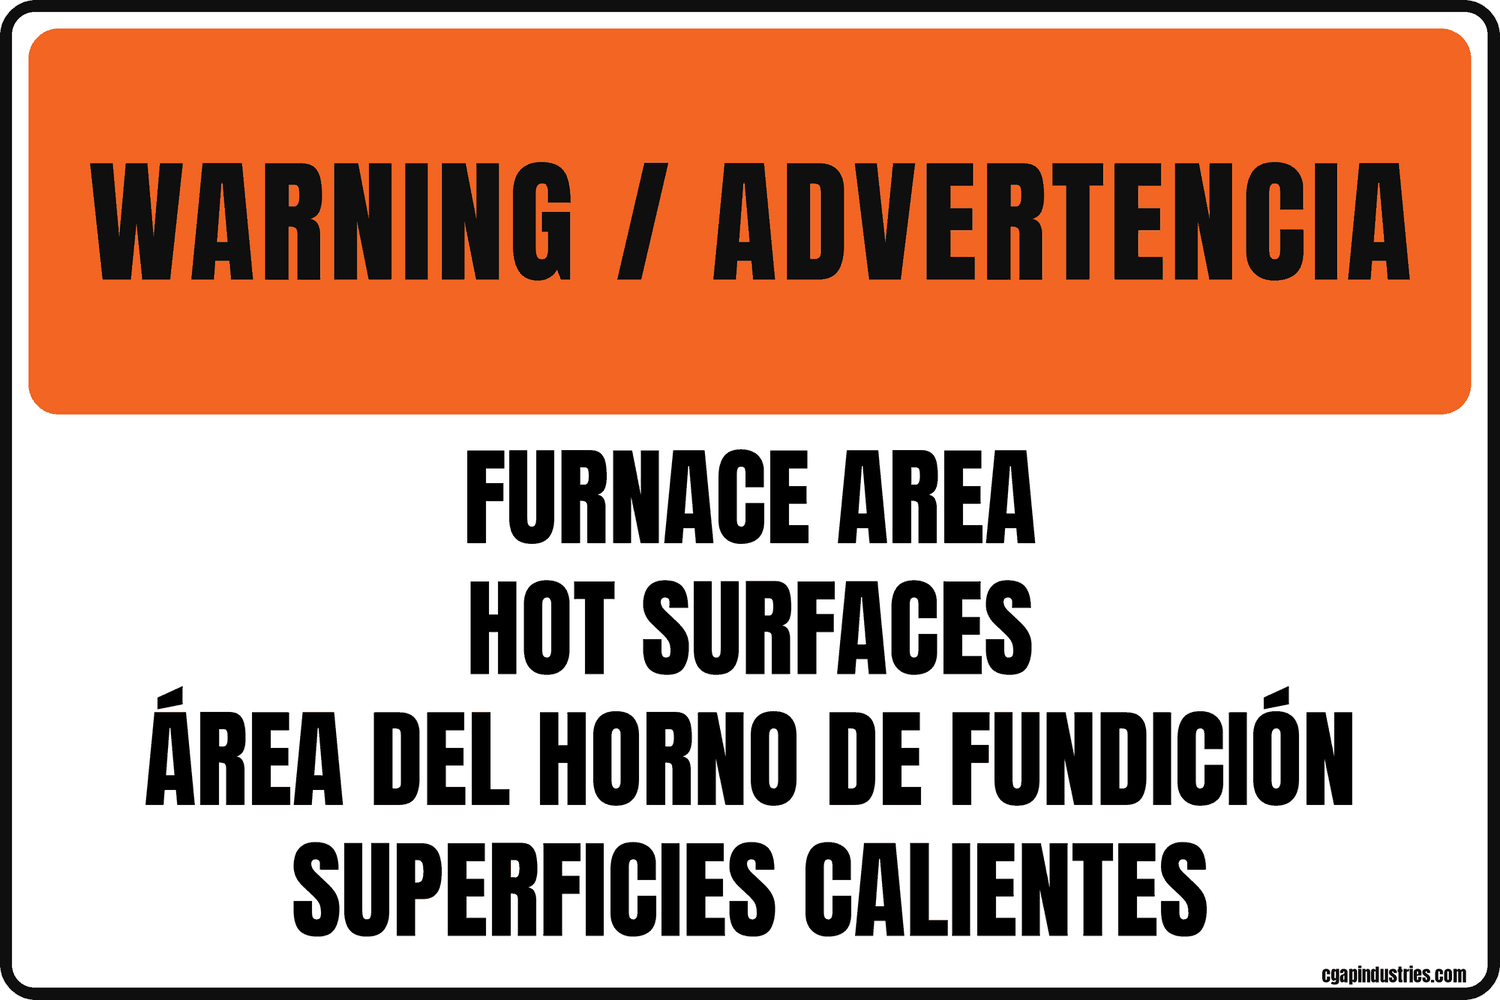 WARNING / ADVERTENCIA
FURNACE AREA
HOT SURFACES
ÁREA DEL HORNO DE FUNDICIÓN
SUPERFICIES CALIENTES
cgapindustries.com